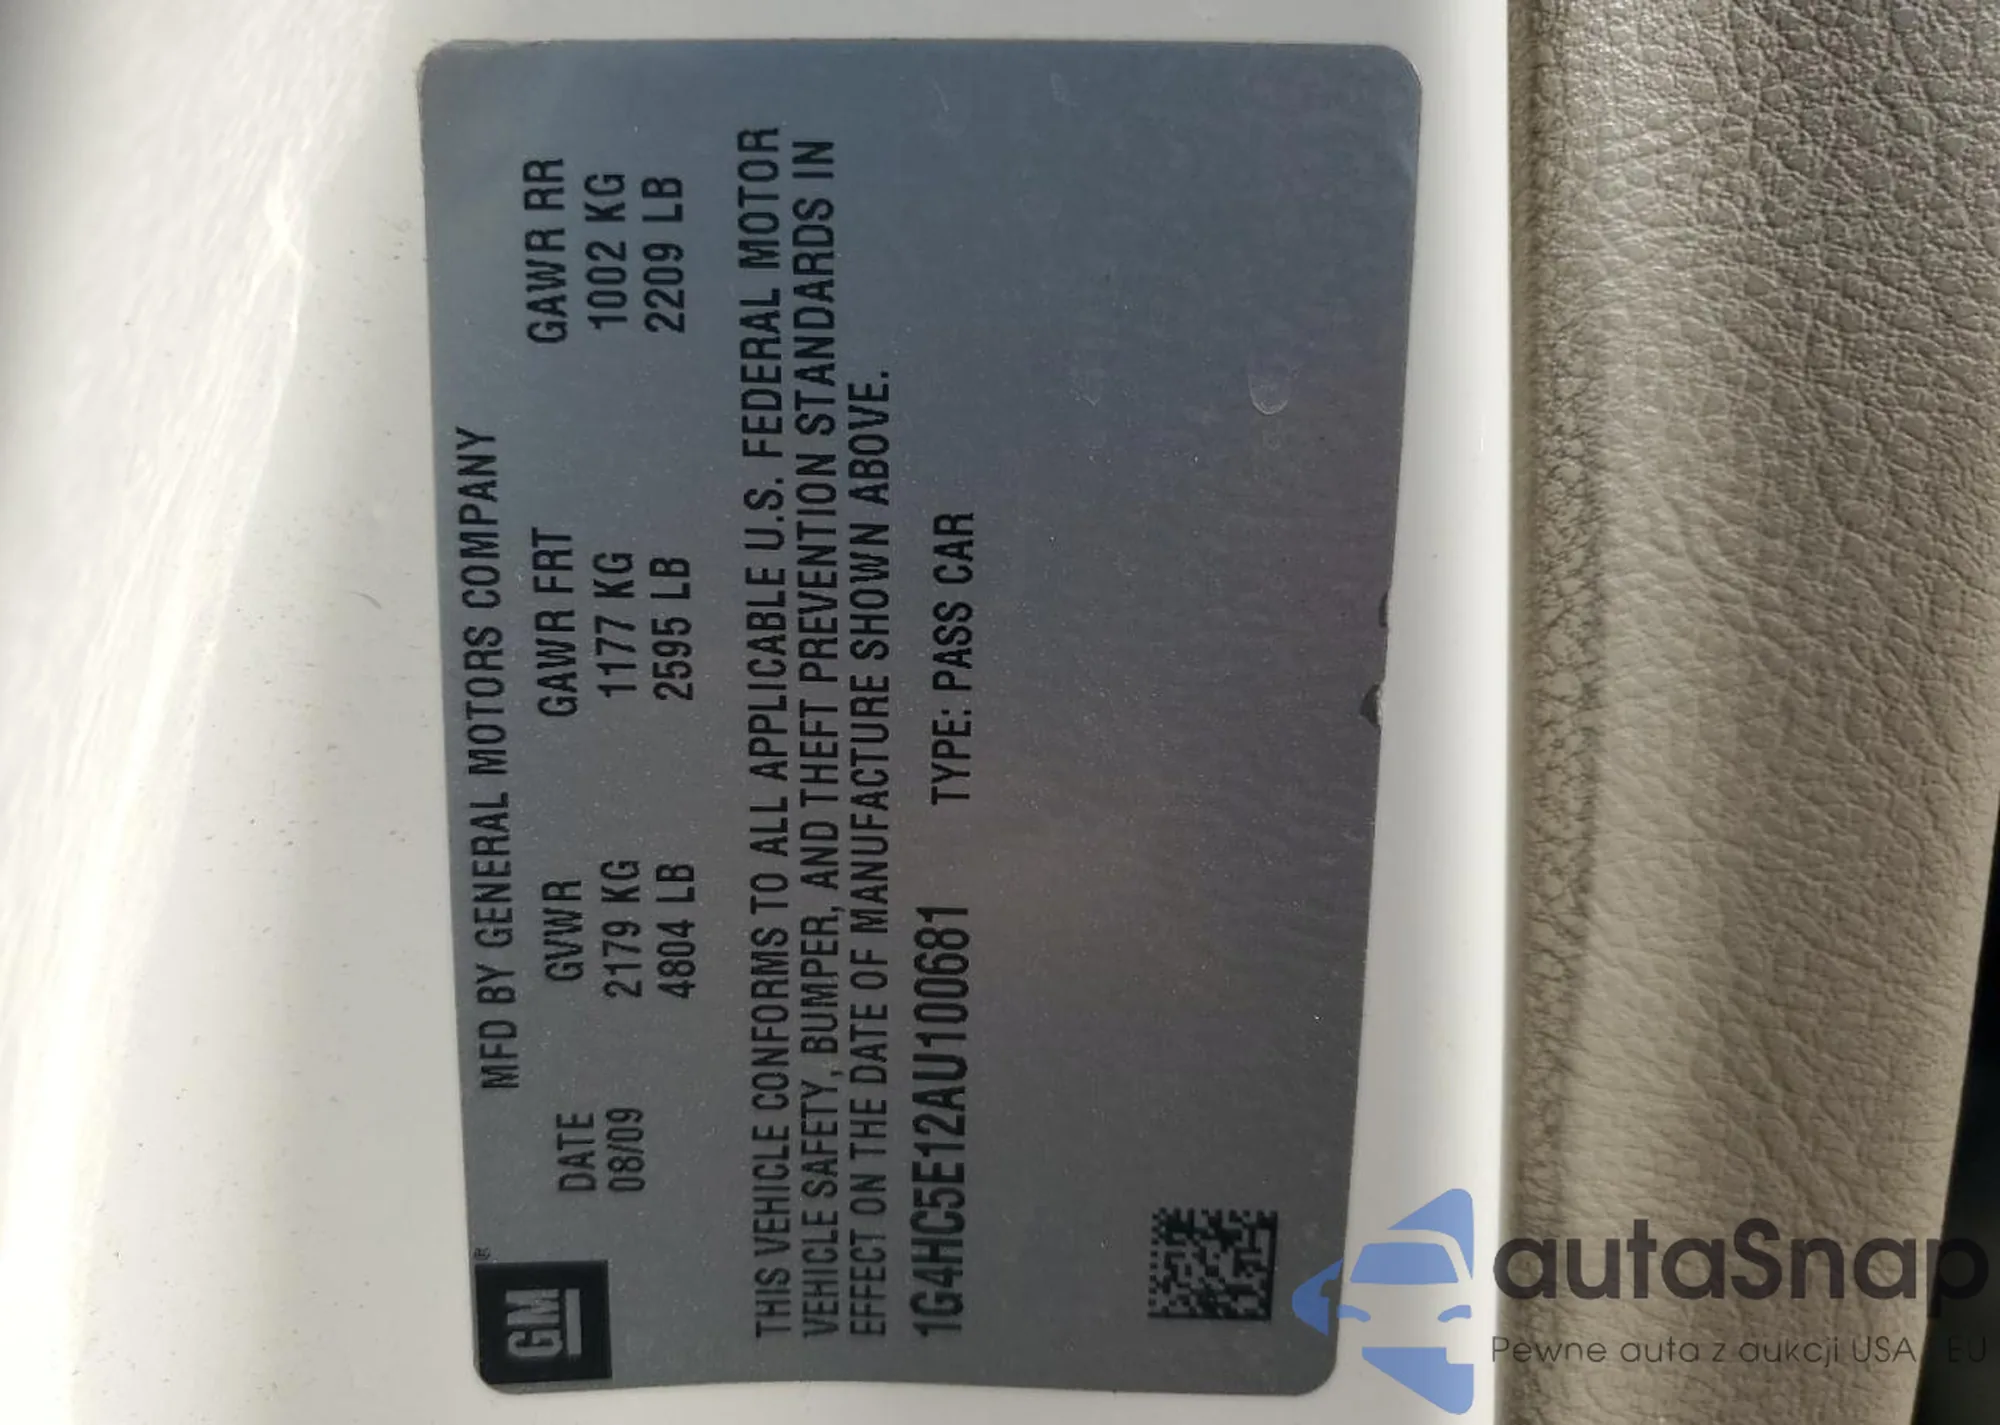 GM®
MFD BY GENERAL MOTORS COMPANY
DATE GVWR GAWR FRT GAWR RR
08/09 2179 KG 1177 KG 1002 KG
4804 LB 2595 LB 2209 LB
THIS VEHICLE CONFORMS TO ALL APPLICABLE U.S. FEDERAL MOTOR
VEHICLE SAFETY, BUMPER, AND THEFT PREVENTION STANDARDS IN
EFFECT ON THE DATE OF MANUFACTURE SHOWN ABOVE.
1G4HC5E12AU100681 TYPE: PASS CAR
autaSnap
Pewne auta z aukcji USA i EU